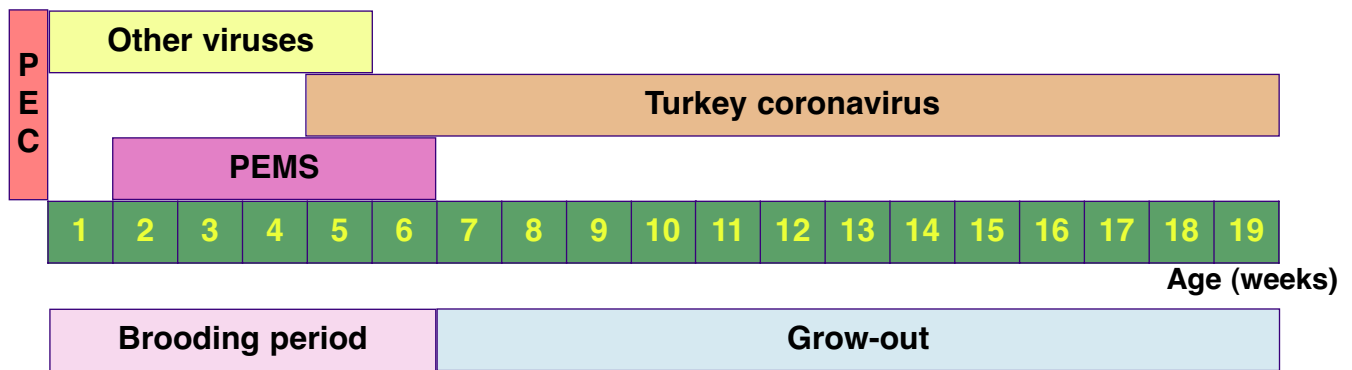 PEC
Other viruses
Turkey coronavirus
PEMS
1 2 3 4 5 6 7 8 9 10 11 12 13 14 15 16 17 18 19
Age (weeks)
Brooding period Grow-out